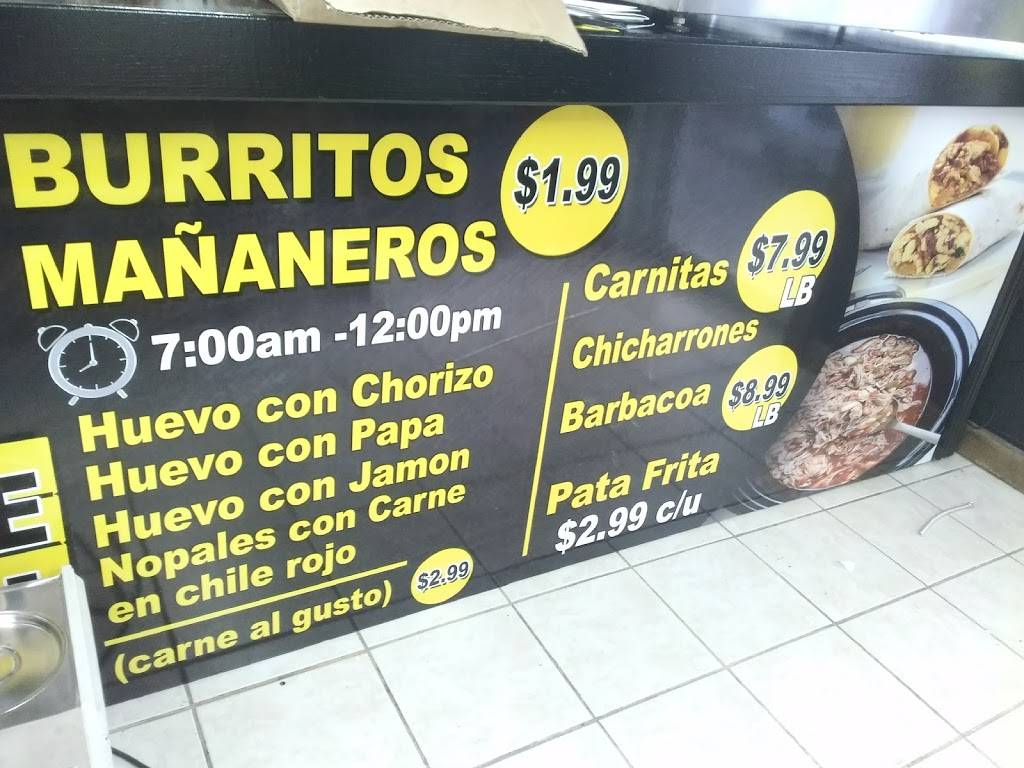 BURRITOS
MAÑANEROS
$1.99
7:00am -12:00pm
Huevo con Chorizo
Huevo con Papa
Huevo con Jamon
Nopales con Carne
en chile rojo
(carne al gusto) $2.99
Carnitas $7.99 LB
Chicharrones
Barbacoa $8.99 LB
Pata Frita
$2.99 c/u
E